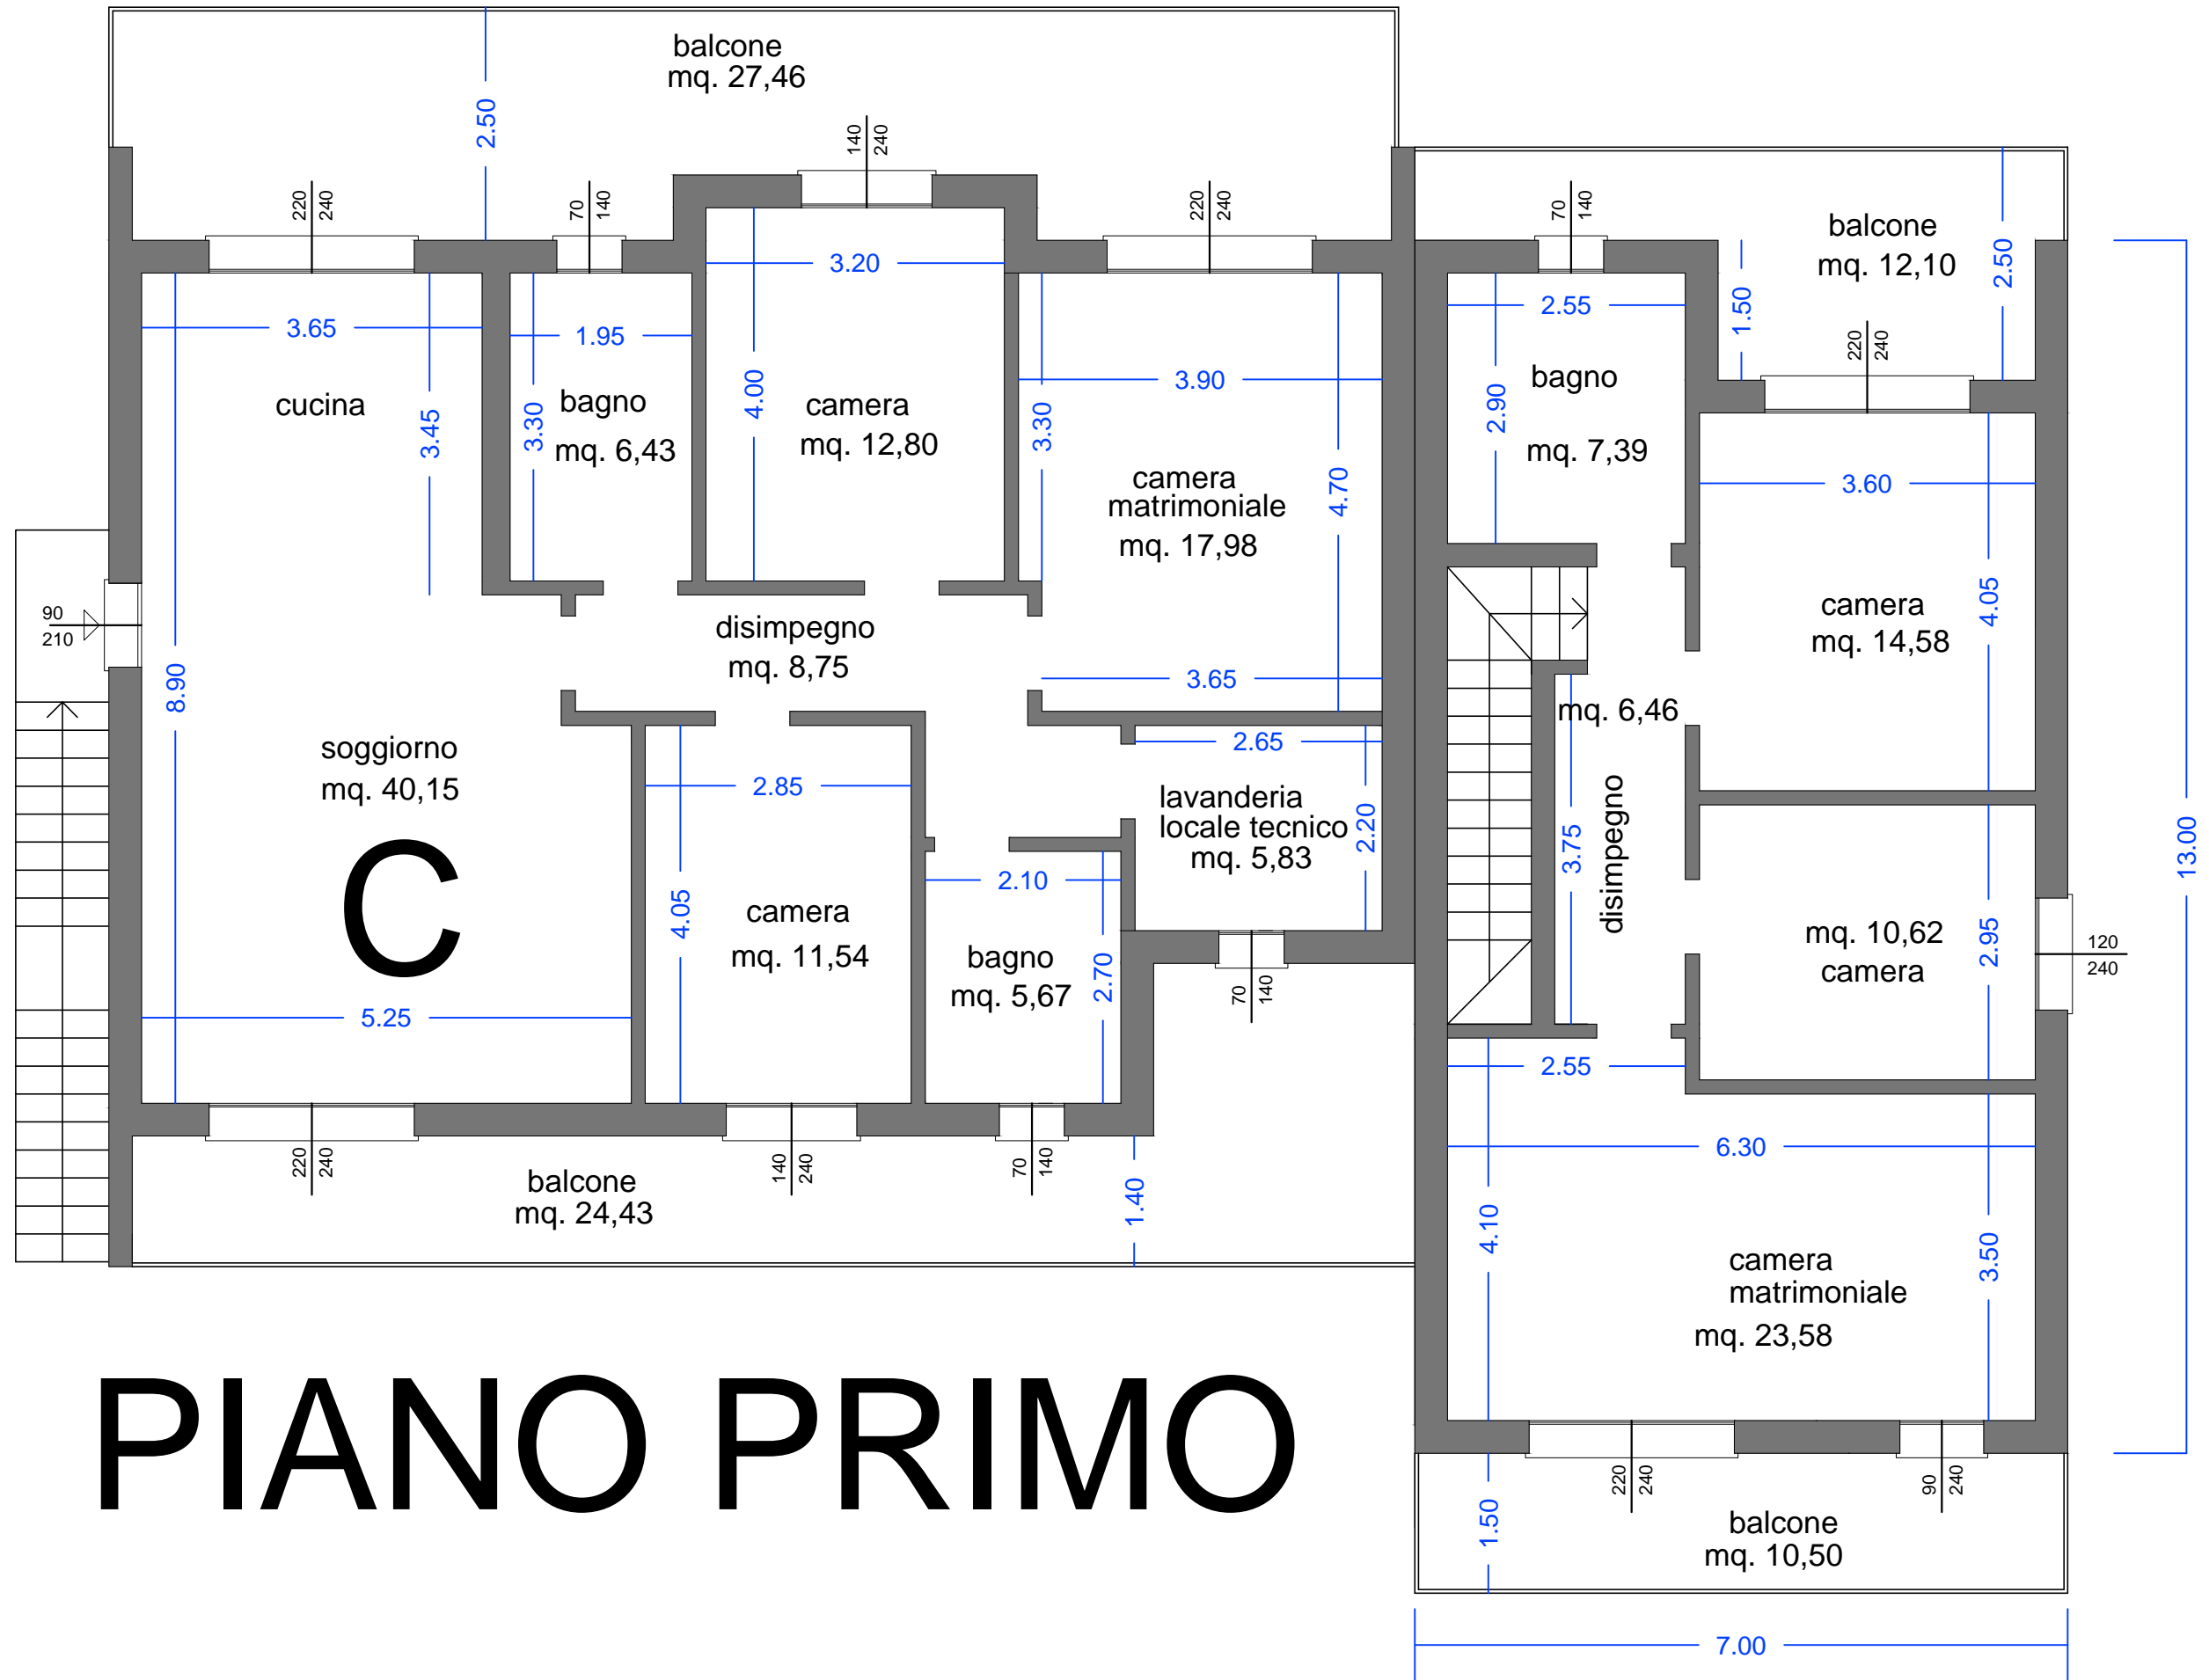 balcone
mq. 27,46
2.50
140
240
220
240
70
140
220
240
70
140
balcone
mq. 12,10
2.50
1.50
3.20
3.65
1.95
2.55
220
240
cucina
3.45
3.30
bagno
mq. 6,43
4.00
camera
mq. 12,80
3.30
3.90
4.70
camera
matrimoniale
mq. 17,98
2.90
bagno
mq. 7,39
3.60
4.05
camera
mq. 14,58
90
210
8.90
disimpegno
mq. 8,75
3.65
mq. 6,46
disimpegno
3.75
soggiorno
mq. 40,15
C
5.25
2.85
4.05
camera
mq. 11,54
2.65
lavanderia
locale tecnico
mq. 5,83
2.20
2.10
bagno
mq. 5,67
2.70
13.00
mq. 10,62
camera
2.95
120
240
70
140
2.55
220
240
140
240
70
140
balcone
mq. 24,43
1.40
6.30
4.10
3.50
camera
matrimoniale
mq. 23,58
PIANO PRIMO
220
240
90
240
1.50
balcone
mq. 10,50
7.00